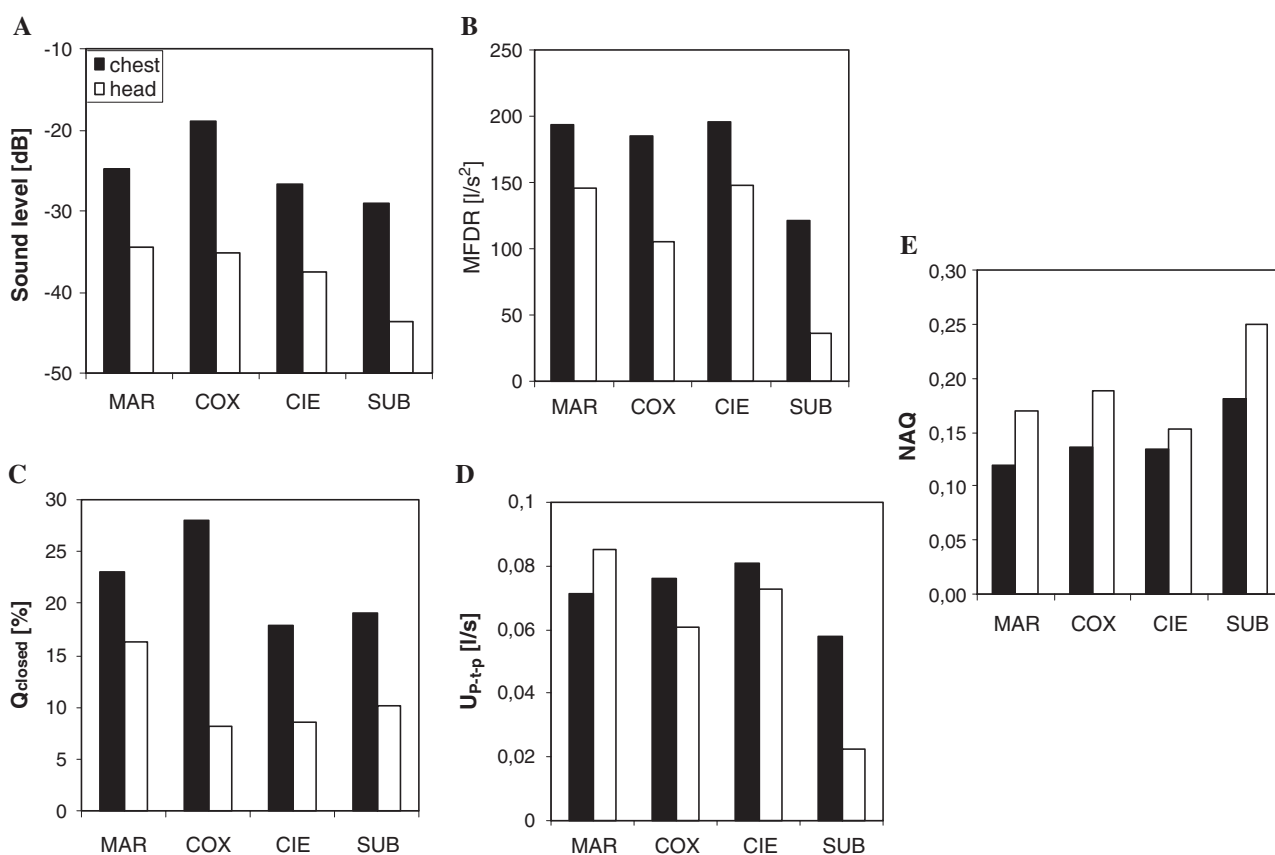 A
-10
-20
-30
-40
-50
Sound level [dB]
chest
head
MAR COX CIE SUB
B
250
200
150
100
50
0
MFDR [l/s²]
MAR COX CIE SUB
C
30
25
20
15
10
5
0
Qclosed [%]
MAR COX CIE SUB
D
0,1
0,08
0,06
0,04
0,02
0
UP-t-p [l/s]
MAR COX CIE SUB
E
0,30
0,25
0,20
0,15
0,10
0,05
0,00
NAQ
MAR COX CIE SUB